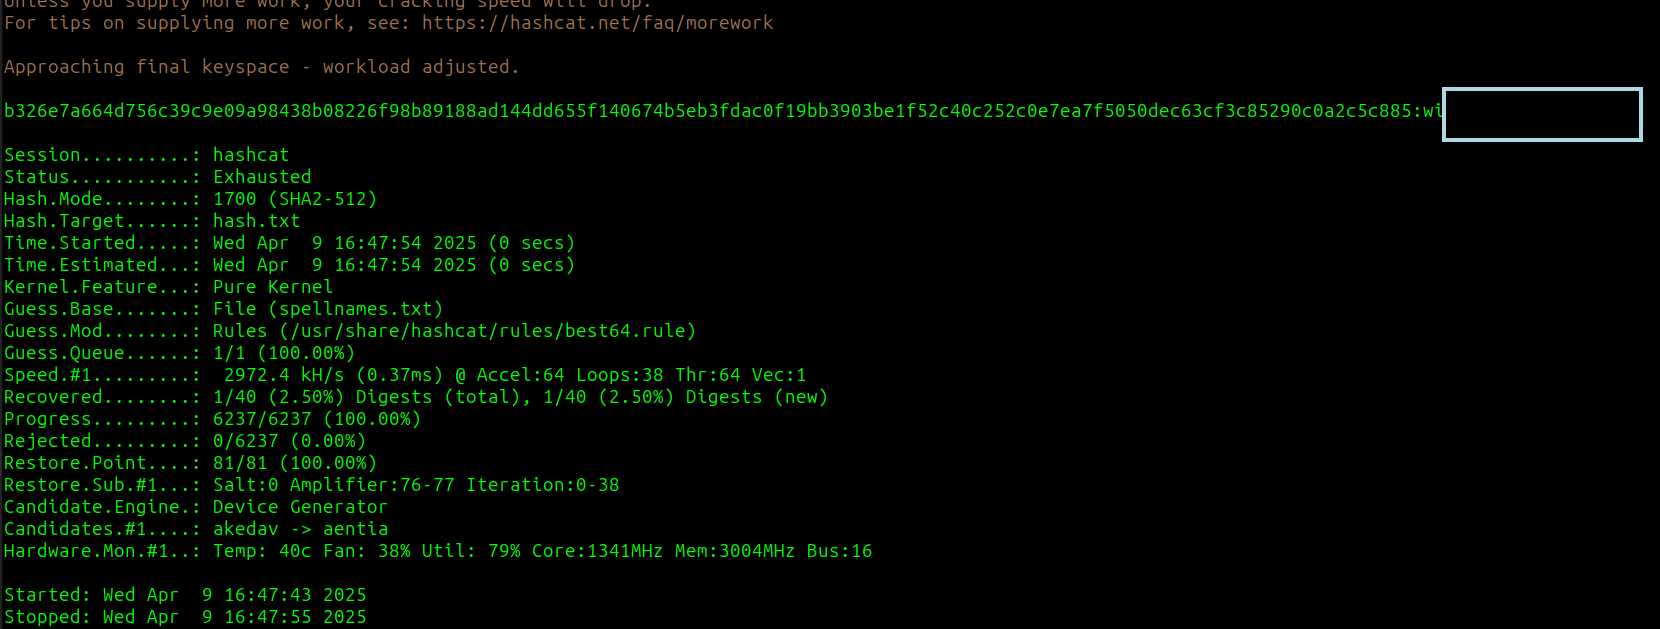 Unless you supply more work, your cracking speed will drop.
For tips on supplying more work, see: https://hashcat.net/faq/morework
Approaching final keyspace - workload adjusted.
b326e7a664d756c39c9e09a98438b08226f98b89188ad144dd655f140674b5eb3fdac0f19bb3903be1f52c40c252c0e7ea7f5050dec63cf3c85290c0a2c5c885:wi
Session..........: hashcat
Status...........: Exhausted
Hash.Mode........: 1700 (SHA2-512)
Hash.Target......: hash.txt
Time.Started.....: Wed Apr  9 16:47:54 2025 (0 secs)
Time.Estimated...: Wed Apr  9 16:47:54 2025 (0 secs)
Kernel.Feature...: Pure Kernel
Guess.Base.......: File (spellnames.txt)
Guess.Mod........: Rules (/usr/share/hashcat/rules/best64.rule)
Guess.Queue......: 1/1 (100.00%)
Speed.#1.........:  2972.4 kH/s (0.37ms) @ Accel:64 Loops:38 Thr:64 Vec:1
Recovered........: 1/40 (2.50%) Digests (total), 1/40 (2.50%) Digests (new)
Progress.........: 6237/6237 (100.00%)
Rejected.........: 0/6237 (0.00%)
Restore.Point....: 81/81 (100.00%)
Restore.Sub.#1...: Salt:0 Amplifier:76-77 Iteration:0-38
Candidate.Engine.: Device Generator
Candidates.#1....: akedav -> aentia
Hardware.Mon.#1..: Temp: 40c Fan: 38% Util: 79% Core:1341MHz Mem:3004MHz Bus:16
Started: Wed Apr  9 16:47:43 2025
Stopped: Wed Apr  9 16:47:55 2025